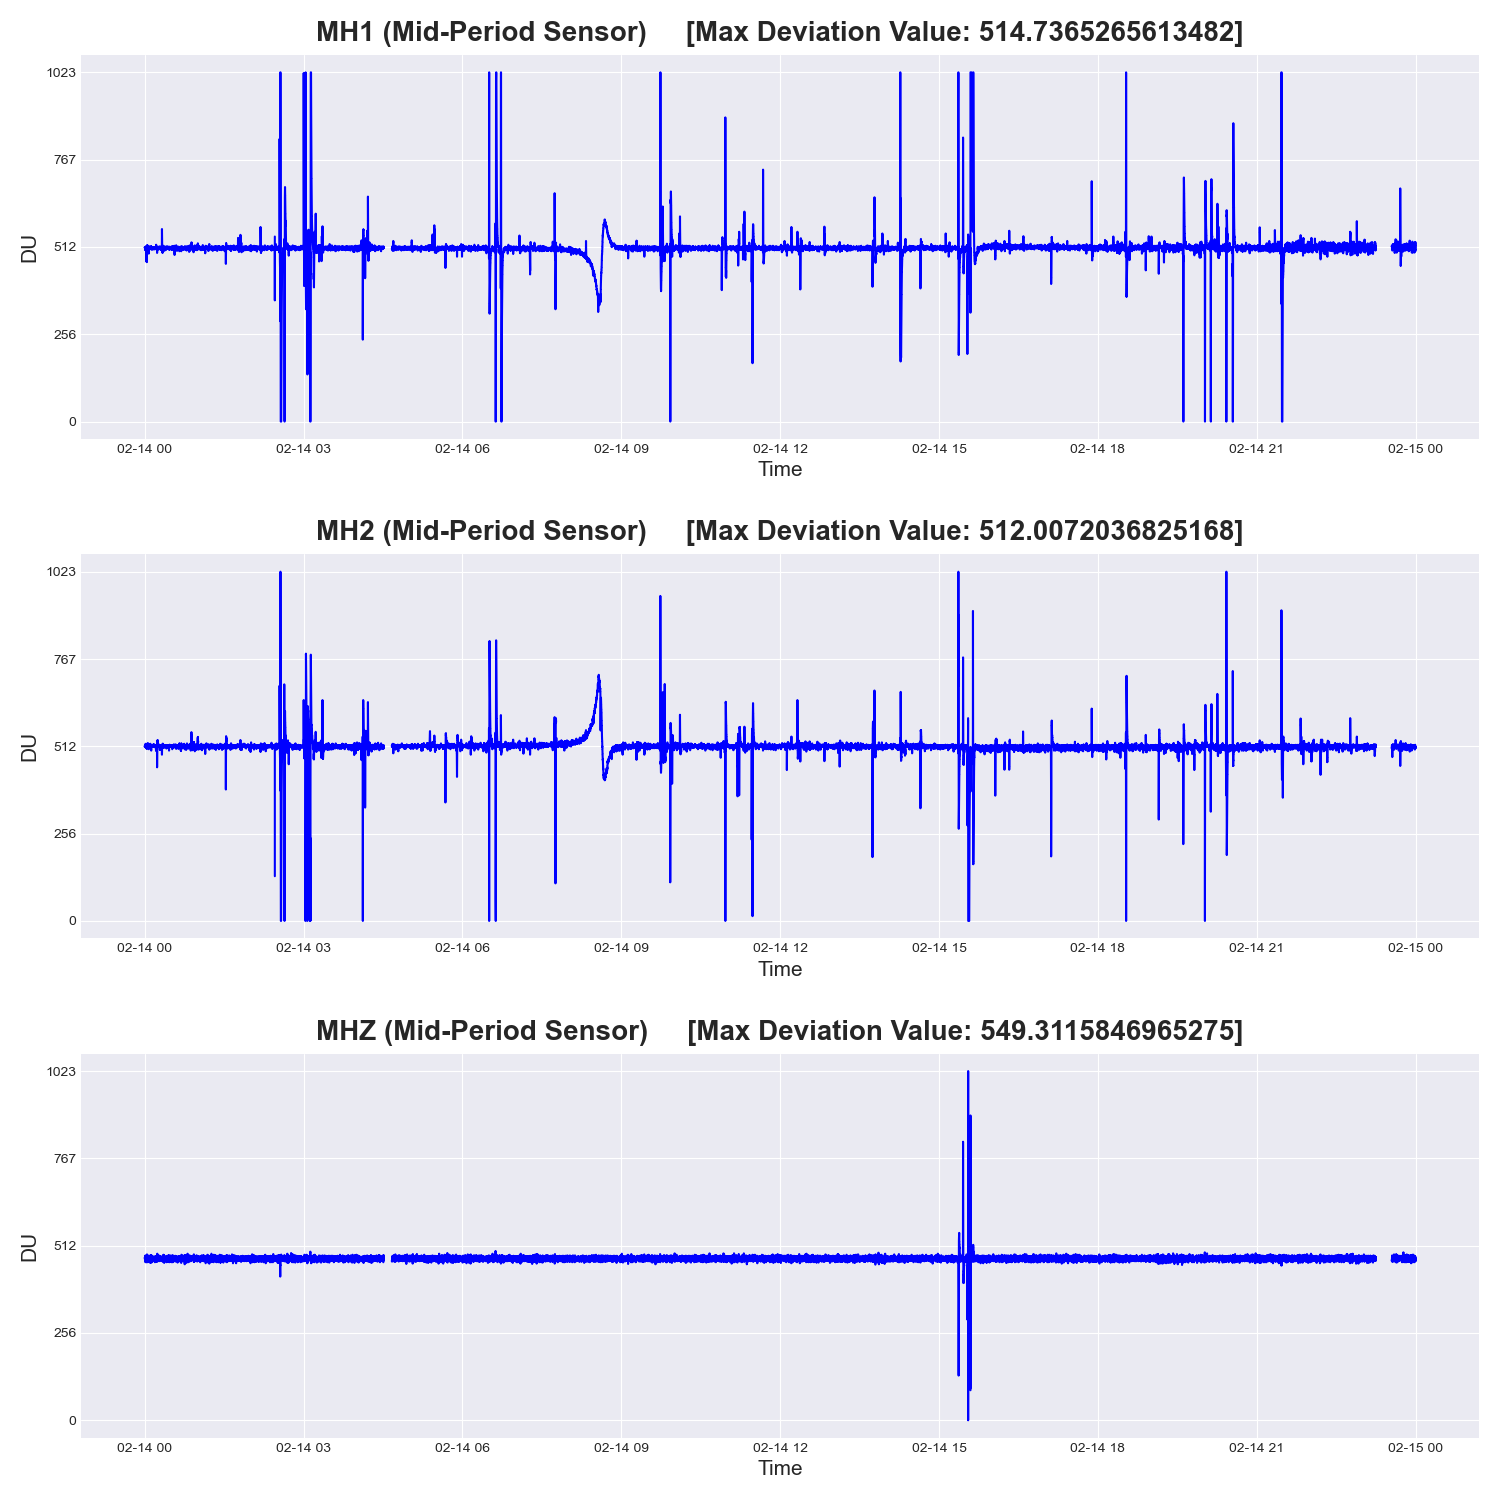 MH1 (Mid-Period Sensor) [Max Deviation Value: 514.7365265613482]
1023
767
512
256
0
DU
02-14 00 02-14 03 02-14 06 02-14 09 02-14 12 02-14 15 02-14 18 02-14 21 02-15 00
Time
MH2 (Mid-Period Sensor) [Max Deviation Value: 512.0072036825168]
1023
767
512
256
0
DU
02-14 00 02-14 03 02-14 06 02-14 09 02-14 12 02-14 15 02-14 18 02-14 21 02-15 00
Time
MHZ (Mid-Period Sensor) [Max Deviation Value: 549.3115846965275]
1023
767
512
256
0
DU
02-14 00 02-14 03 02-14 06 02-14 09 02-14 12 02-14 15 02-14 18 02-14 21 02-15 00
Time